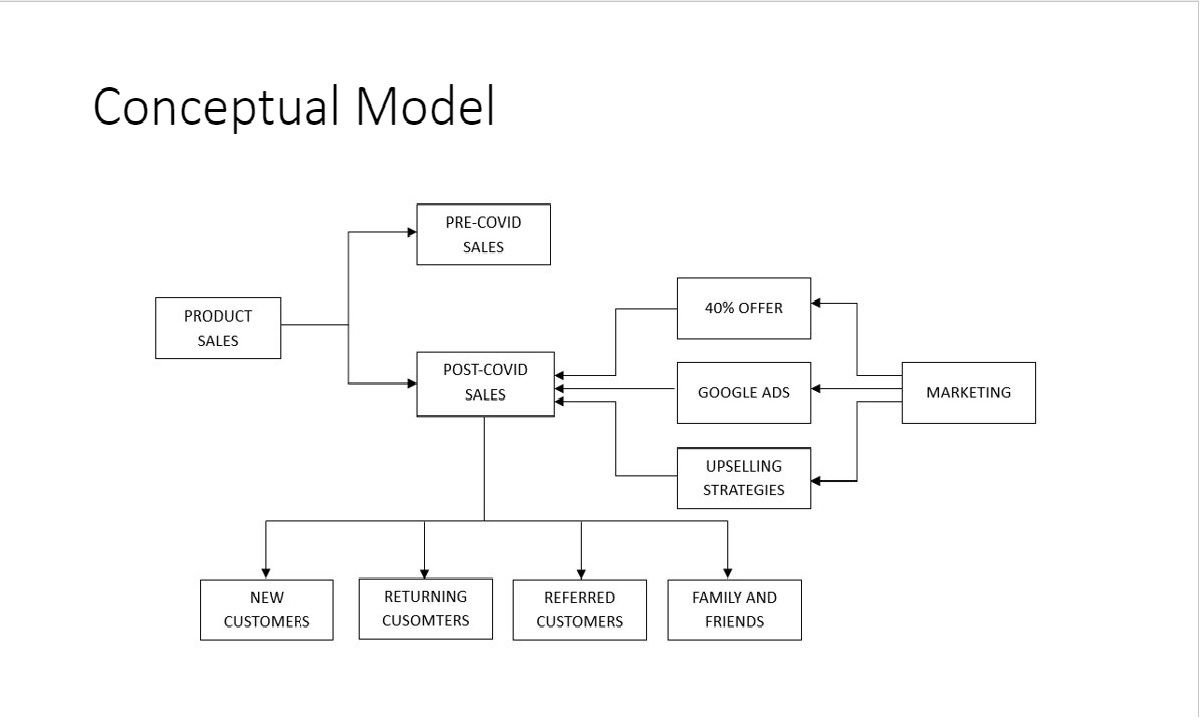 Conceptual Model
PRE-COVID
SALES
PRODUCT
SALES
40% OFFER
POST-COVID
SALES
GOOGLE ADS
MARKETING
UPSELLING
STRATEGIES
NEW
CUSTOMERS
RETURNING
CUSOMTERS
REFERRED
CUSTOMERS
FAMILY AND
FRIENDS